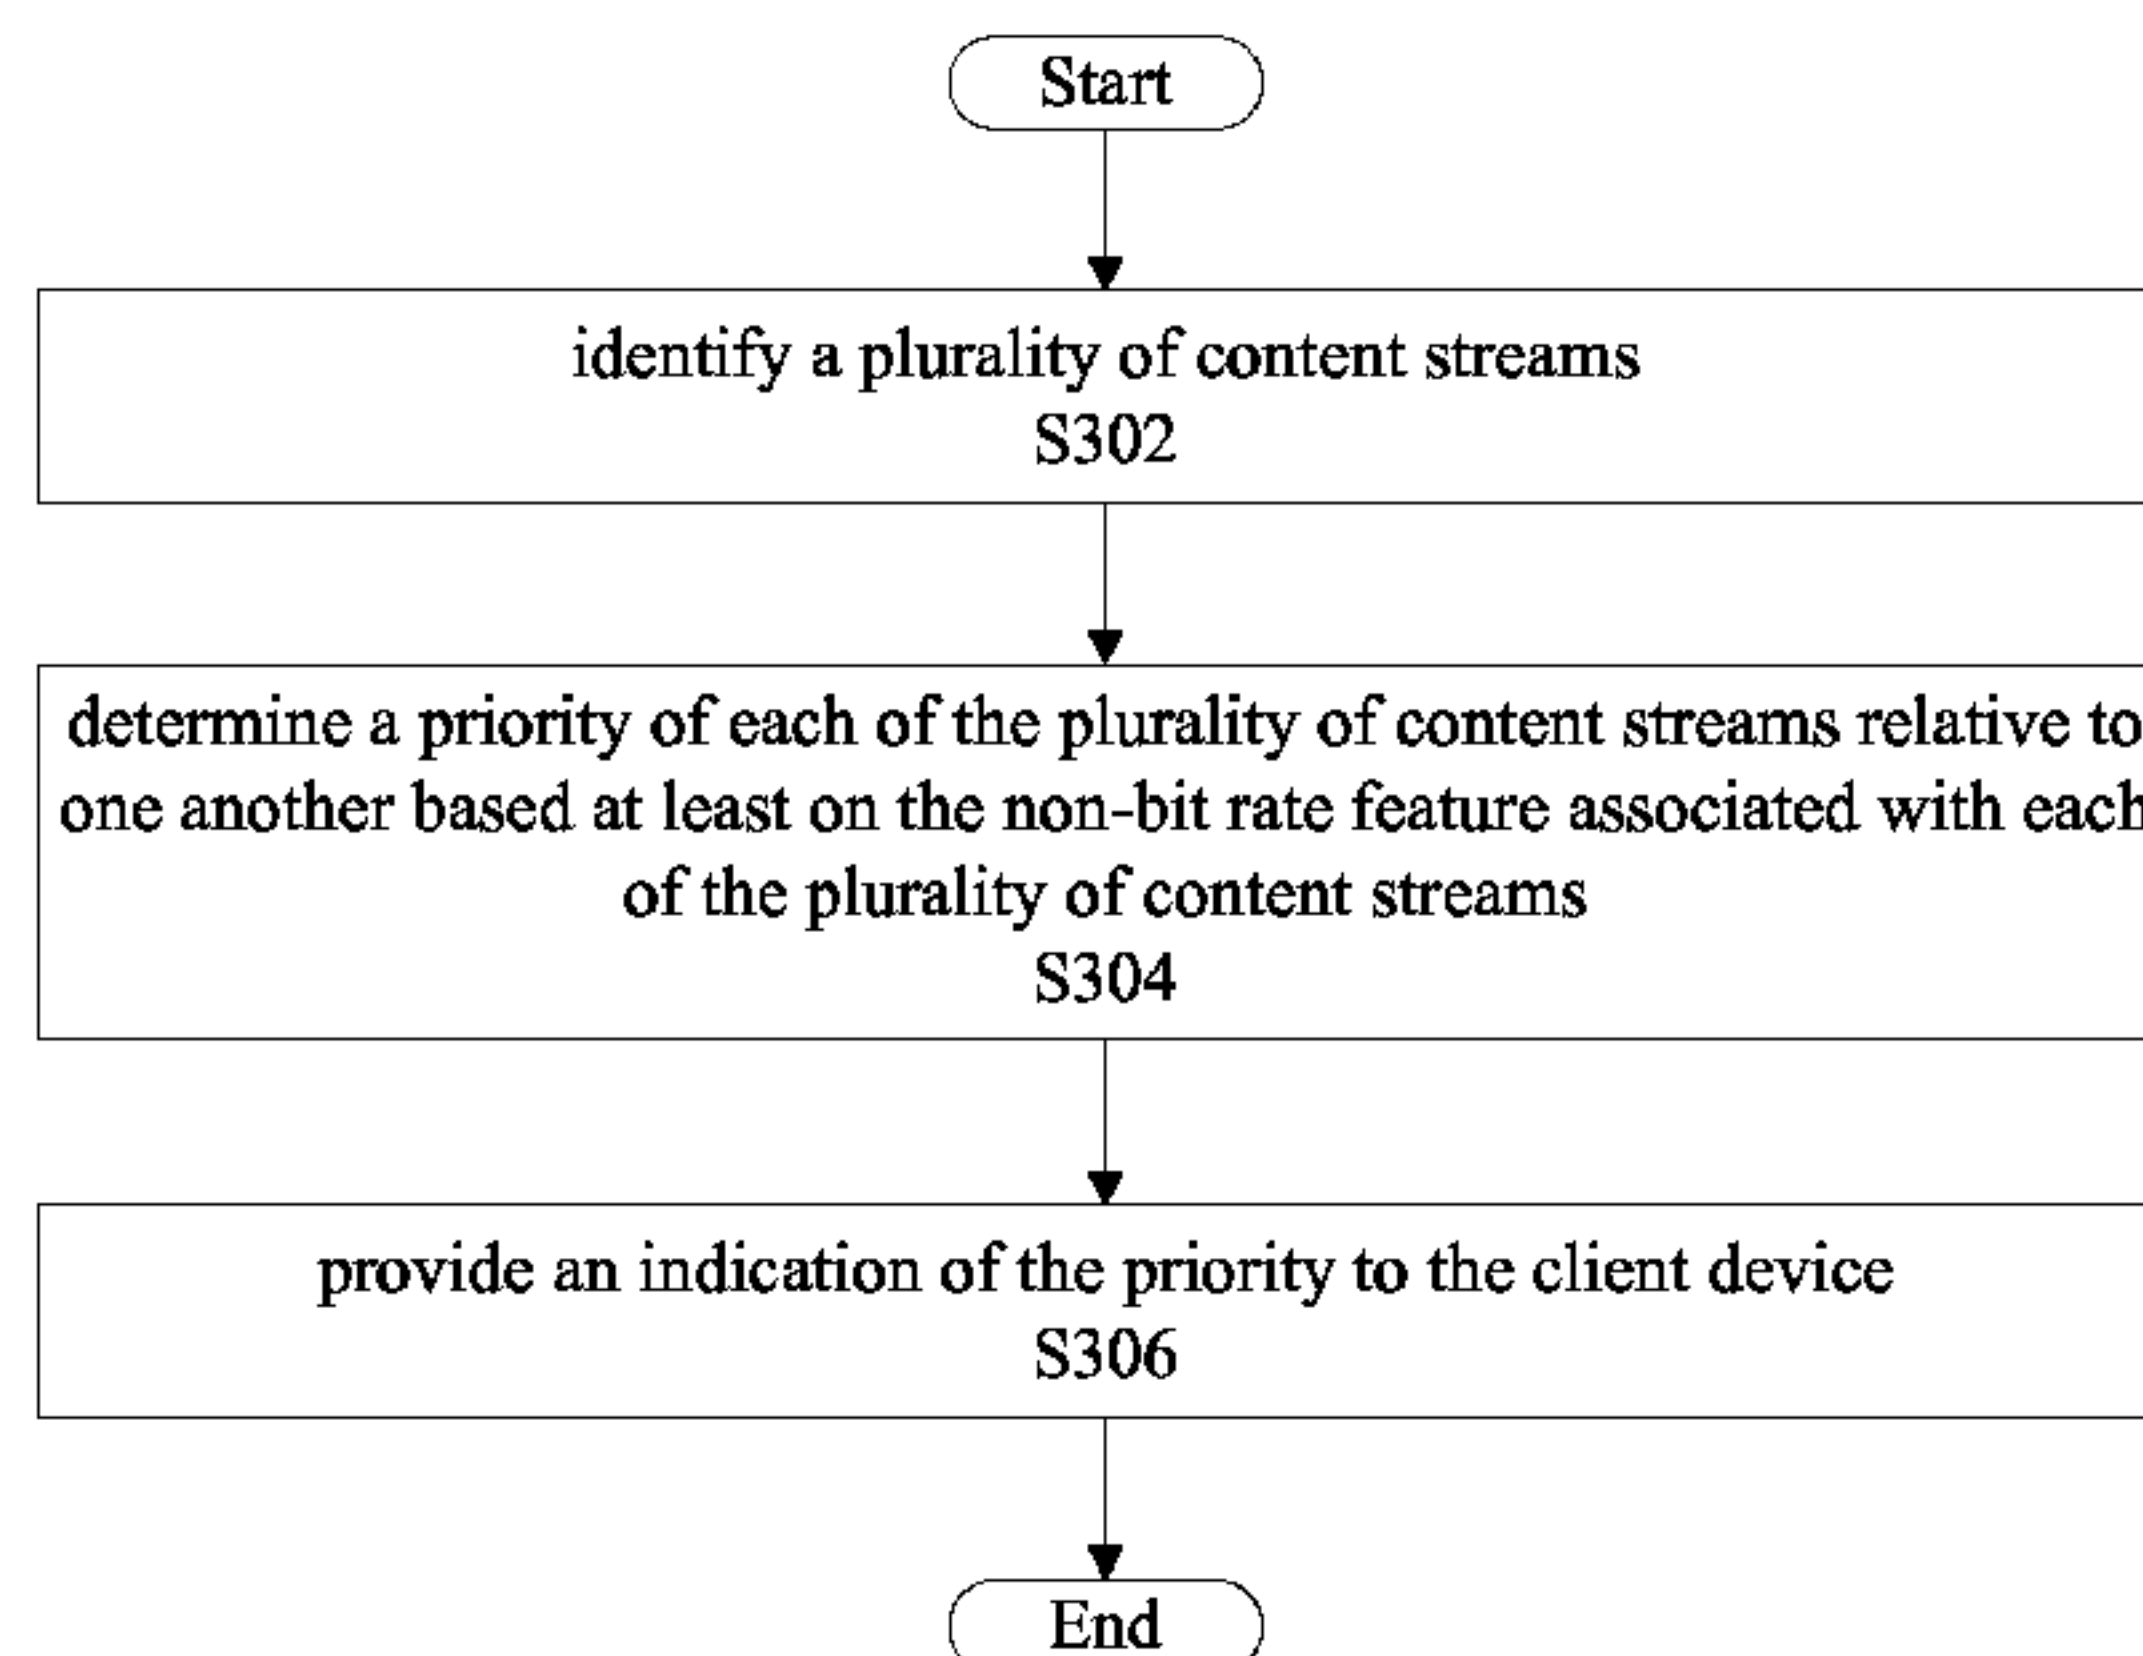 Start
identify a plurality of content streams
S302
determine a priority of each of the plurality of content streams relative to
one another based at least on the non-bit rate feature associated with each
of the plurality of content streams
S304
provide an indication of the priority to the client device
S306
End